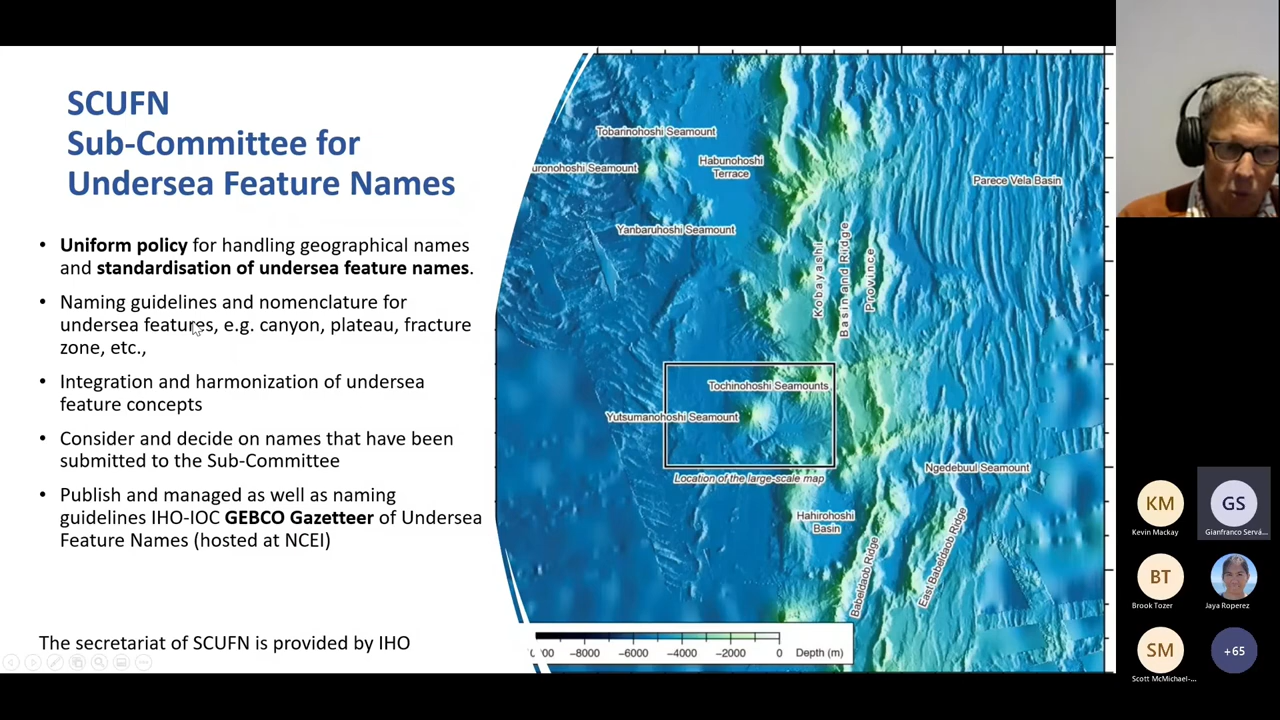 SCUFN
Sub-Committee for
Undersea Feature Names
• Uniform policy for handling geographical names
and standardisation of undersea feature names.
• Naming guidelines and nomenclature for
undersea features, e.g. canyon, plateau, fracture
zone, etc.,
• Integration and harmonization of undersea
feature concepts
• Consider and decide on names that have been
submitted to the Sub-Committee
• Publish and managed as well as naming
guidelines IHO-IOC GEBCO Gazetteer of Undersea
Feature Names (hosted at NCEI)
The secretariat of SCUFN is provided by IHO
Tobarinohoshi Seamount
uronohoshi Seamount
Habunohoshi
Terrace
Parece Vela Basin
Yanbaruhoshi Seamount
Kobayashi
Basin and Ridge
Province
Tochinohoshi Seamounts
Yutsumanohoshi Seamount
Location of the large-scale map
Ngedebuul Seamount
Hahirohoshi
Basin
Babeldaob Ridge
East Babeldaob Ridge
−8000 −6000 −4000 −2000 0 Depth (m)
KM
Kevin Mackay
GS
Gianfranco Servá...
BT
Brook Tozer
Jaya Roperez
SM
Scott McMichael-...
+65